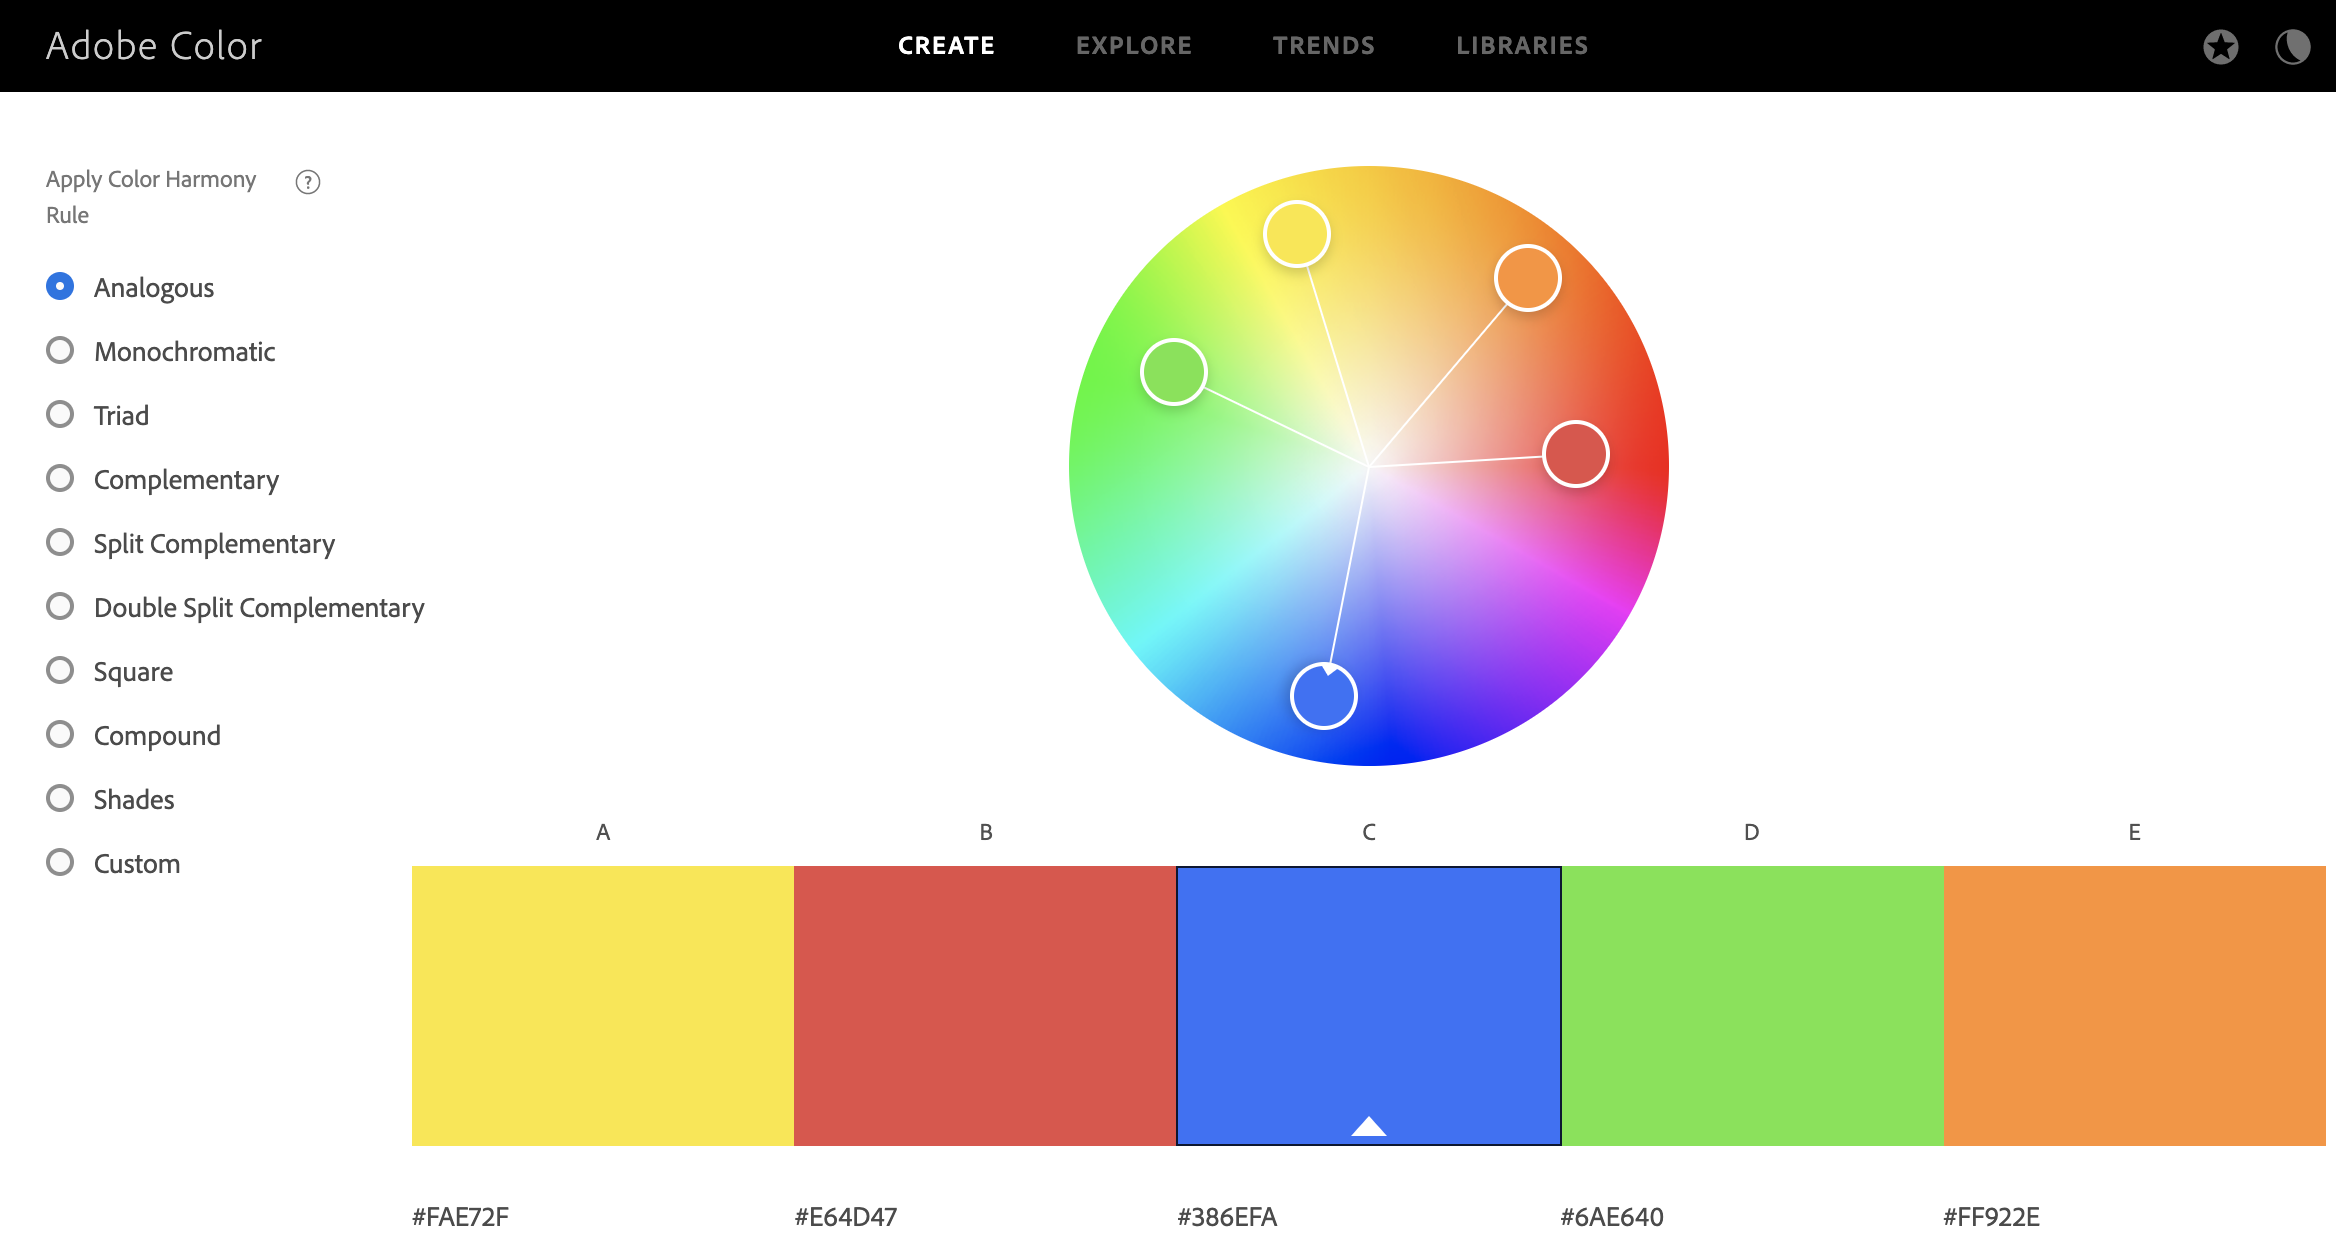 Adobe Color
CREATE
EXPLORE
TRENDS
LIBRARIES
Apply Color Harmony
Rule
?
Analogous
Monochromatic
Triad
Complementary
Split Complementary
Double Split Complementary
Square
Compound
Shades
Custom
A
B
C
D
E
#FAE72F
#E64D47
#386EFA
#6AE640
#FF922E